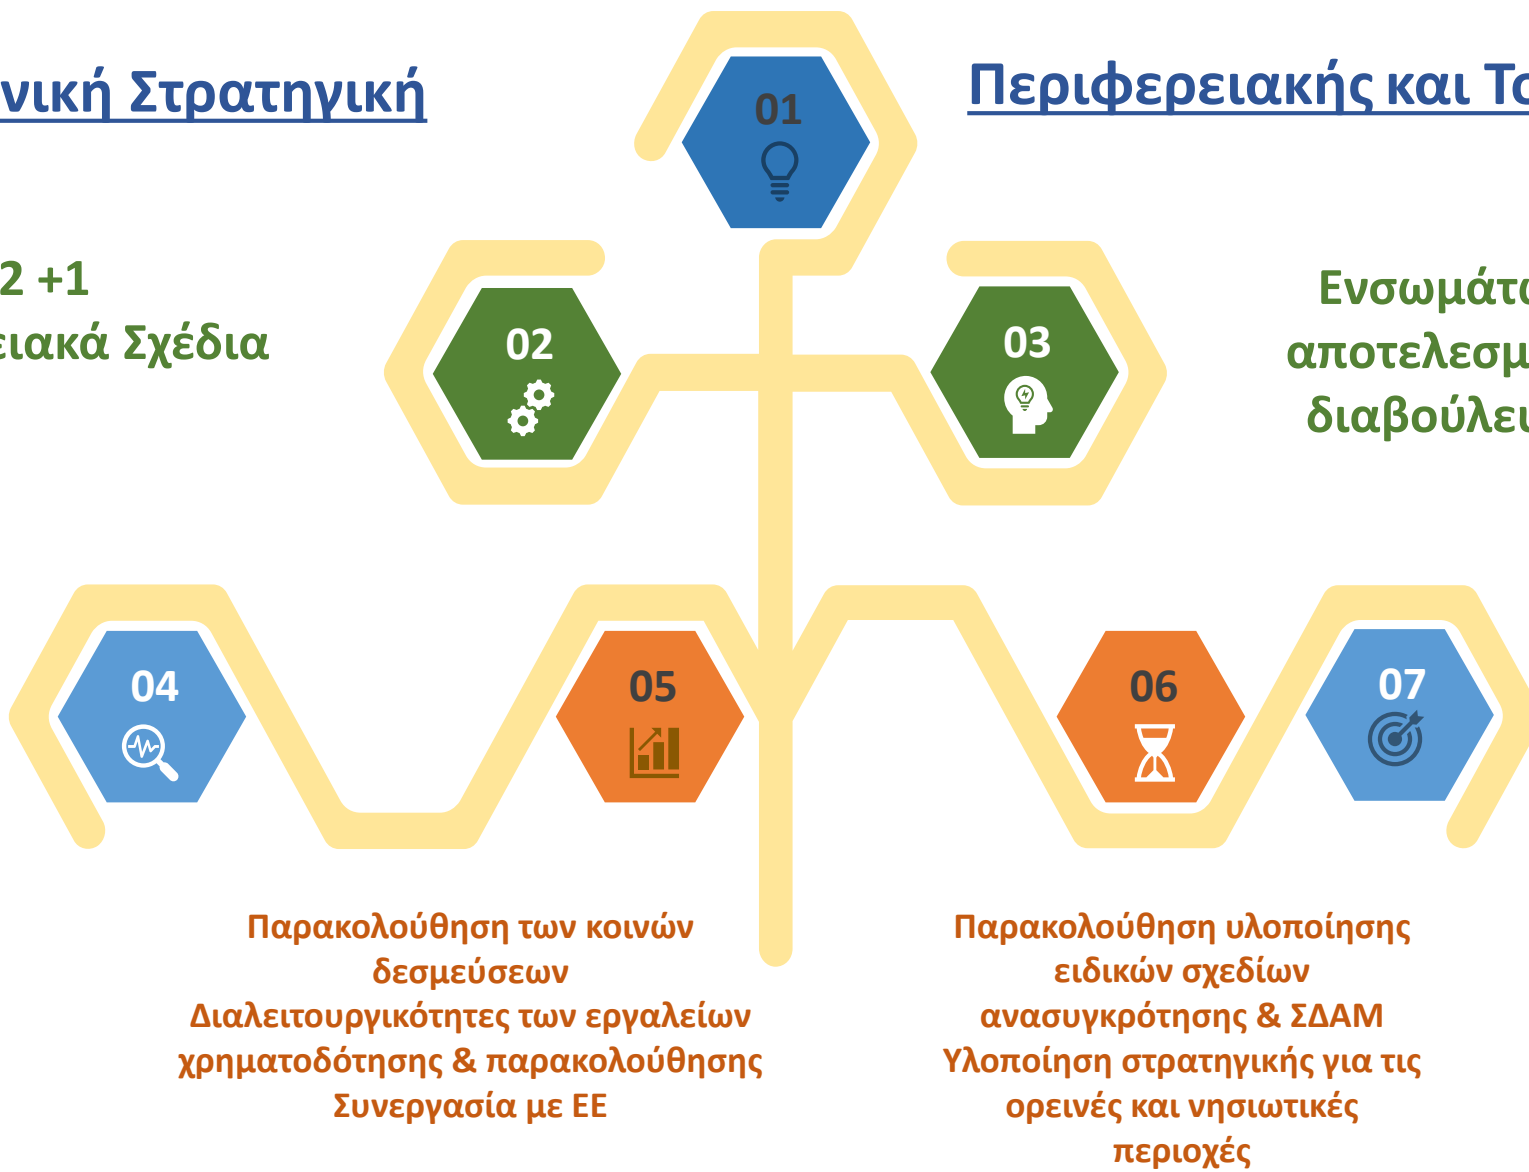 νική Στρατηγική
Περιφερειακής και Το
01
2 +1
ειακά Σχέδια
02
03
Ενσωμάτω
αποτελεσμ
διαβούλευ
04
05
06
07
Παρακολούθηση των κοινών
δεσμεύσεων
Διαλειτουργικότητες των εργαλείων
χρηματοδότησης & παρακολούθησης
Συνεργασία με ΕΕ
Παρακολούθηση υλοποίησης
ειδικών σχεδίων
ανασυγκρότησης & ΣΔΑΜ
Υλοποίηση στρατηγικής για τις
ορεινές και νησιωτικές
περιοχές